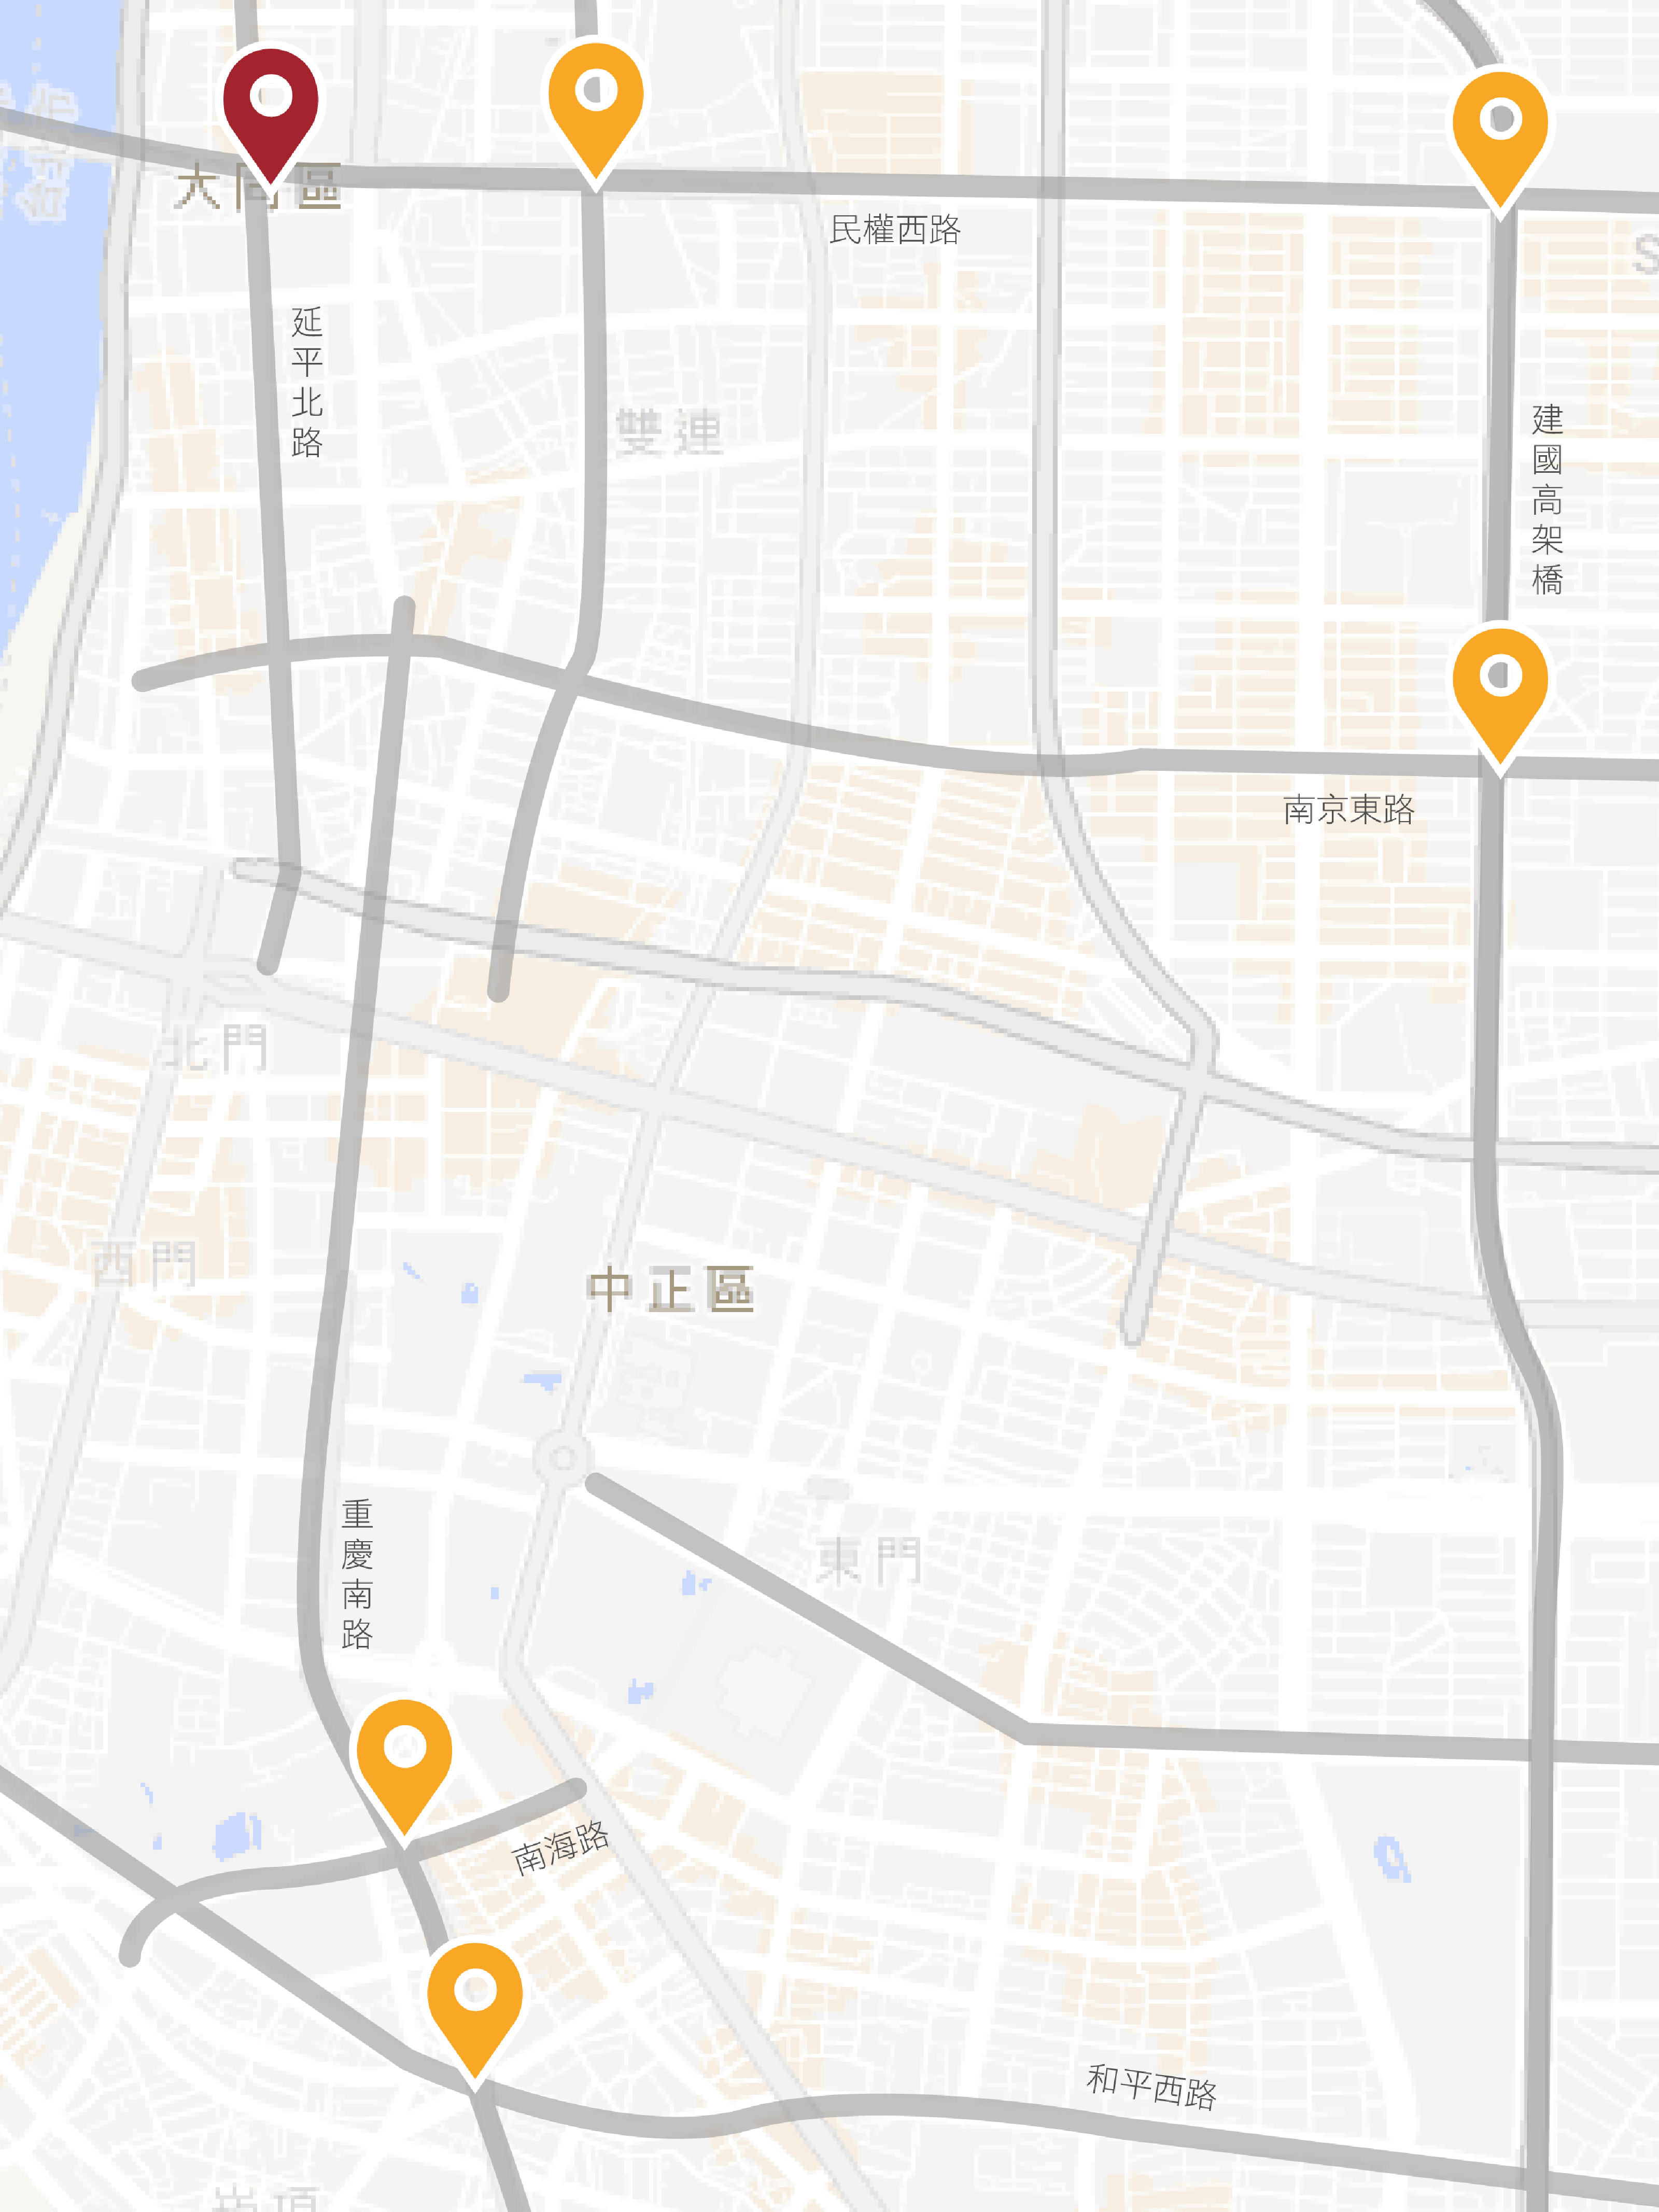 大同區
民權西路
延平北路
雙連
建國高架橋
南京東路
北門
西門
中正區
重慶南路
東門
南海路
和平西路